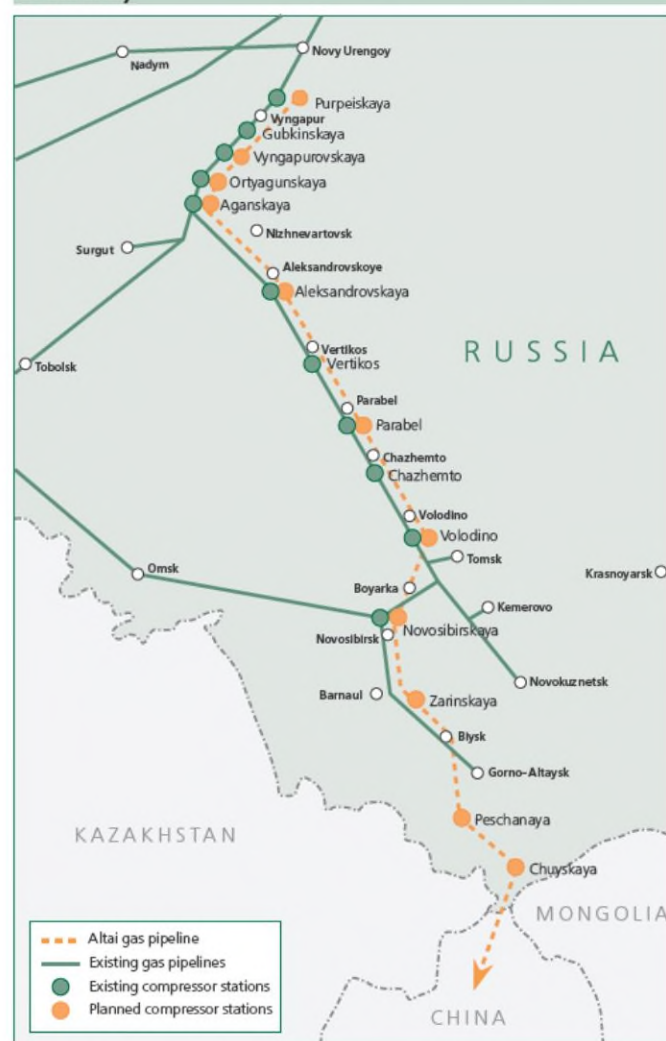 Novy Urengoy
Nadym
Purpeiskaya
Vyngapur
Gubkinskaya
Vyngapurovskaya
Ortyagunskaya
Aganskaya
Nizhnevartovsk
Surgut
Aleksandrovskoye
Aleksandrovskaya
Vertikos
RUSSIA
Vertikos
Tobolsk
Parabel
Parabel
Chazhemto
Chazhemto
Volodino
Volodino
Tomsk
Omsk
Krasnoyarsk
Boyarka
Kemerovo
Novosibirskaya
Novosibirsk
Novokuznetsk
Barnaul
Zarinskaya
Biysk
Gorno-Altaysk
Peschanaya
KAZAKHSTAN
Chuyskaya
MONGOLIA
Altai gas pipeline
Existing gas pipelines
Existing compressor stations
Planned compressor stations
CHINA